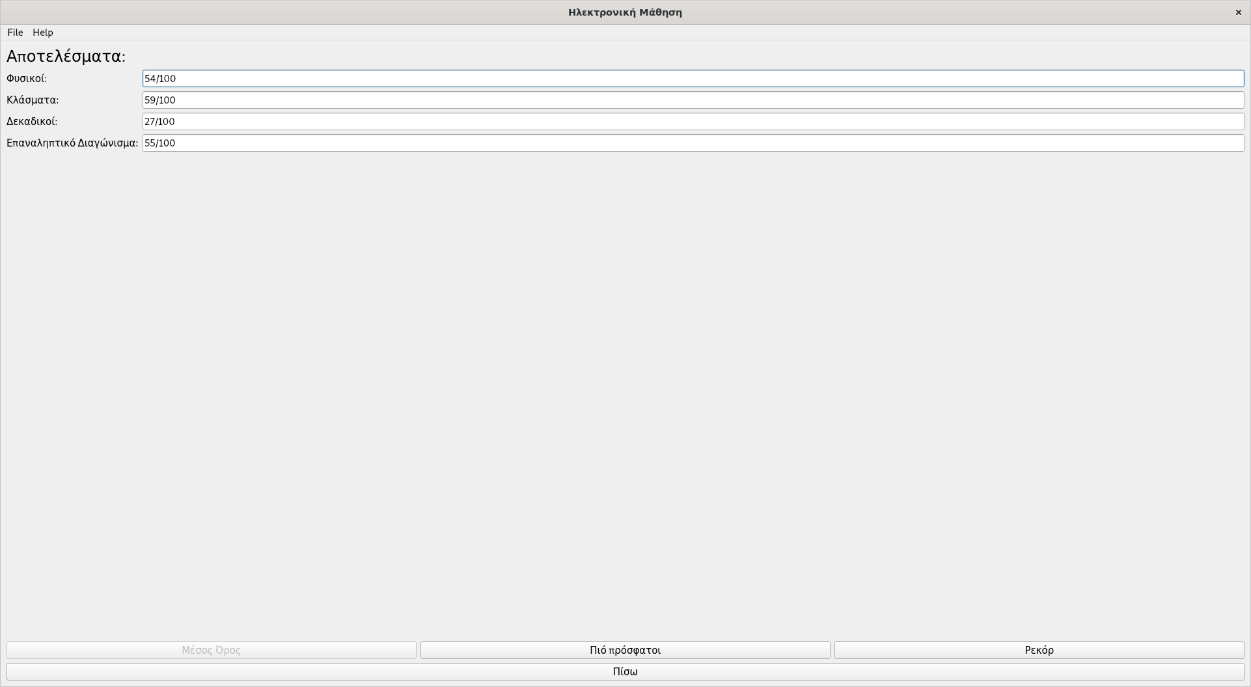 Ηλεκτρονική Μάθηση ×
File Help
Αποτελέσματα:
Φυσικοί: 54/100
Κλάσματα: 59/100
Δεκαδικοί: 27/100
Επαναληπτικό Διαγώνισμα: 55/100
Μέσος Όρος Πιό πρόσφατοι Ρεκόρ
Πίσω